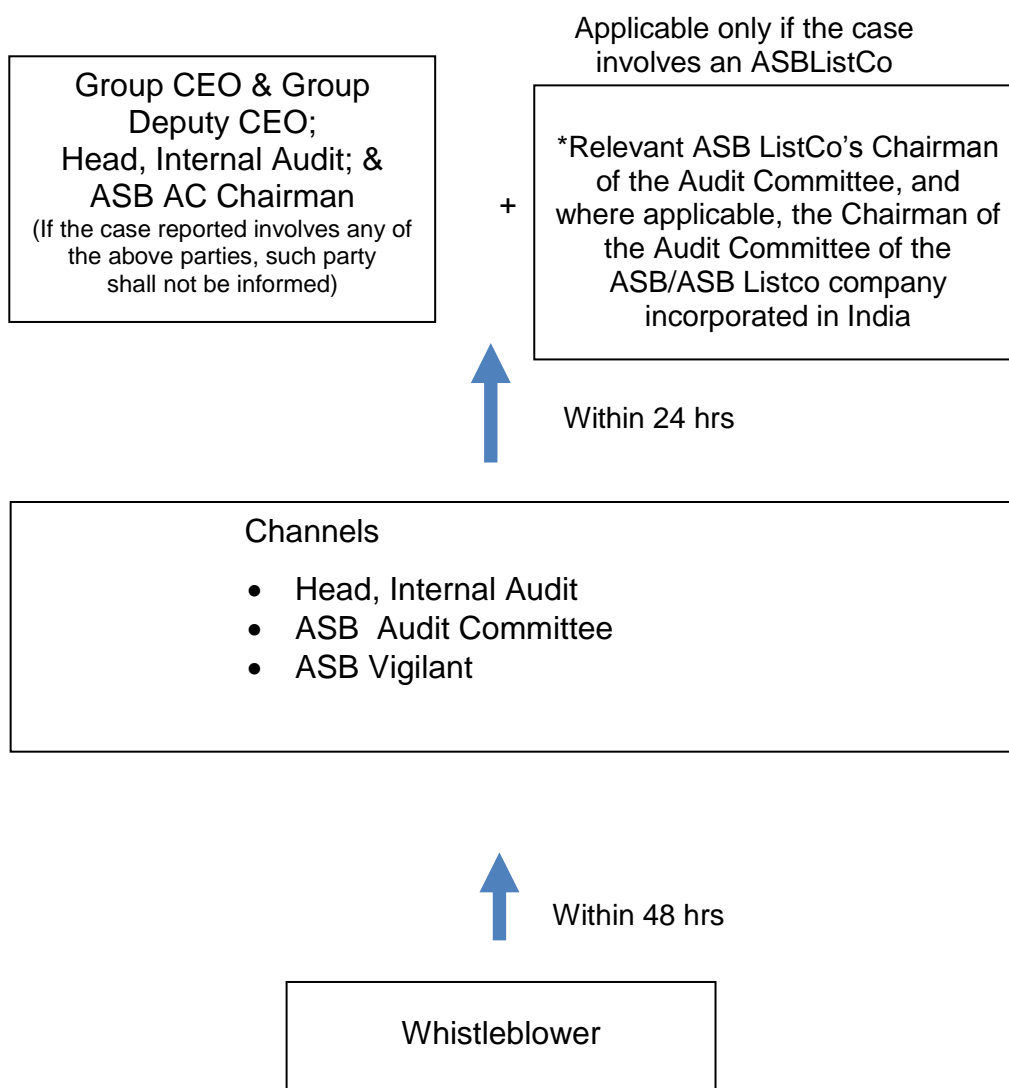 Applicable only if the case
involves an ASBListCo
Group CEO & Group
Deputy CEO;
Head, Internal Audit; &
ASB AC Chairman
(If the case reported involves any of
the above parties, such party
shall not be informed)
+
*Relevant ASB ListCo’s Chairman
of the Audit Committee, and
where applicable, the Chairman of
the Audit Committee of the
ASB/ASB Listco company
incorporated in India
Within 24 hrs
Channels
• Head, Internal Audit
• ASB  Audit Committee
• ASB Vigilant
Within 48 hrs
Whistleblower